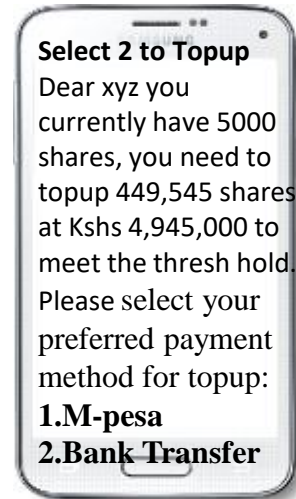 Select 2 to Topup
Dear xyz you
currently have 5000
shares, you need to
topup 449,545 shares
at Kshs 4,945,000 to
meet the thresh hold.
Please select your
preferred payment
method for topup:
1.M-pesa
2.Bank Transfer